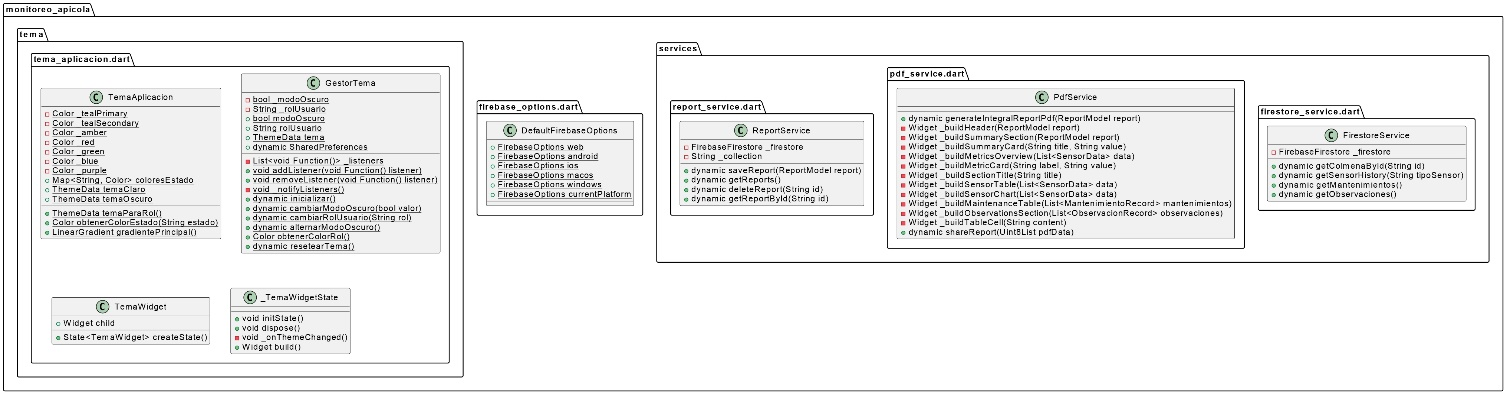 monitoreo_apicola
tema
tema_aplicacion.dart
C TemaAplicacion
Color _tealPrimary
Color _tealSecondary
Color _amber
Color _red
Color _green
Color _blue
Color _purple
Map<String, Color> coloresEstado
ThemeData temaClaro
ThemeData temaOscuro
ThemeData temaParaRol()
Color obtenerColorEstado(String estado)
LinearGradient gradientePrincipal()
C GestorTema
bool _modoOscuro
String _rolUsuario
bool modoOscuro
String rolUsuario
ThemeData tema
dynamic SharedPreferences
List<void Function()> _listeners
void addListener(void Function() listener)
void removeListener(void Function() listener)
void _notifyListeners()
dynamic inicializar()
dynamic cambiarModoOscuro(bool valor)
dynamic cambiarRolUsuario(String rol)
dynamic alternarModoOscuro()
Color obtenerColorRol()
dynamic resetearTema()
C TemaWidget
Widget child
State<TemaWidget> createState()
C _TemaWidgetState
void initState()
void dispose()
void _onThemeChanged()
Widget build()
firebase_options.dart
C DefaultFirebaseOptions
FirebaseOptions web
FirebaseOptions android
FirebaseOptions ios
FirebaseOptions macos
FirebaseOptions windows
FirebaseOptions currentPlatform
services
report_service.dart
C ReportService
FirebaseFirestore _firestore
String _collection
dynamic saveReport(ReportModel report)
dynamic getReports()
dynamic deleteReport(String id)
dynamic getReportById(String id)
pdf_service.dart
C PdfService
dynamic generateIntegralReportPdf(ReportModel report)
Widget _buildHeader(ReportModel report)
Widget _buildSummarySection(ReportModel report)
Widget _buildSummaryCard(String title, String value)
Widget _buildMetricsOverview(List<SensorData> data)
Widget _buildMetricCard(String label, String value)
Widget _buildSectionTitle(String title)
Widget _buildSensorTable(List<SensorData> data)
Widget _buildSensorChart(List<SensorData> data)
Widget _buildMaintenanceTable(List<MantenimientoRecord> mantenimientos)
Widget _buildObservationsSection(List<ObservacionRecord> observaciones)
Widget _buildTableCell(String content)
dynamic shareReport(Uint8List pdfData)
firestore_service.dart
C FirestoreService
FirebaseFirestore _firestore
dynamic getColmenaById(String id)
dynamic getSensorHistory(String tipoSensor)
dynamic getMantenimientos()
dynamic getObservaciones()